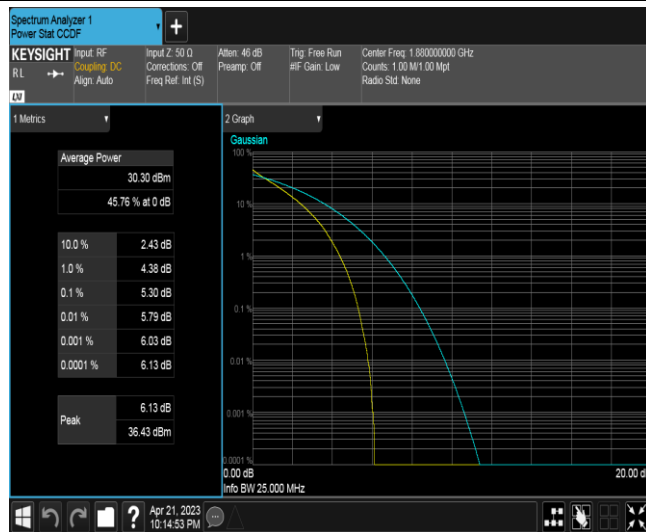 Spectrum Analyzer 1
Power Stat CCDF
+
KEYSIGHT
RL
LXI
Input: RF
Coupling: DC
Align: Auto
Input Z: 50 Ω
Corrections: Off
Freq Ref: Int (S)
Atten: 46 dB
Preamp: Off
Trig: Free Run
#IF Gain: Low
Center Freq: 1.880000000 GHz
Counts: 1.00 M/1.00 Mpt
Radio Std: None
1 Metrics
Average Power
30.30 dBm
45.76 % at 0 dB
10.0 % 2.43 dB
1.0 % 4.38 dB
0.1 % 5.30 dB
0.01 % 5.79 dB
0.001 % 6.03 dB
0.0001 % 6.13 dB
Peak
6.13 dB
36.43 dBm
2 Graph
Gaussian
100 %
10 %
1 %
0.1 %
0.01 %
0.001 %
0.0001 %
0.00 dB 20.00 d
Info BW 25.000 MHz
?
Apr 21, 2023
10:14:53 PM